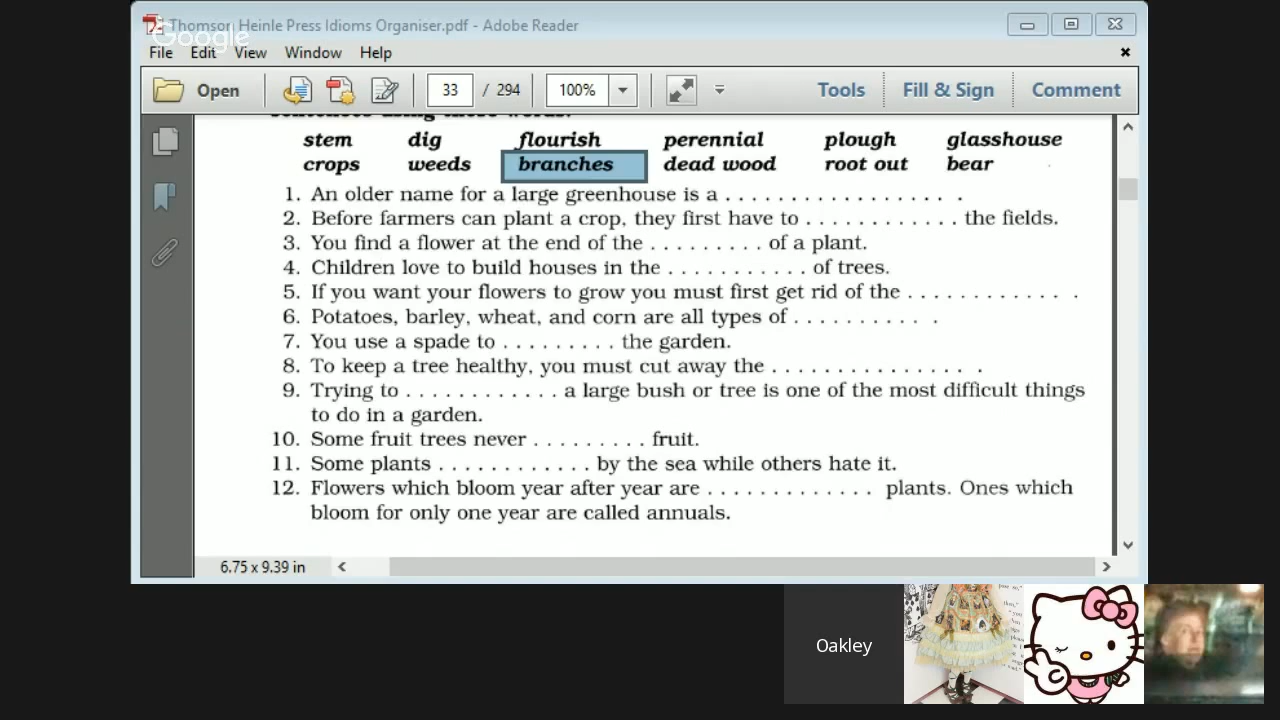 Thomson Heinle Press Idioms Organiser.pdf - Adobe Reader
Google
File Edit View Window Help
Open 33 / 294 100% Tools Fill & Sign Comment
sentences using these words:
stem dig flourish perennial plough glasshouse
crops weeds branches dead wood root out bear
1. An older name for a large greenhouse is a . . . . . . . . . . . . . . . . . . .
2. Before farmers can plant a crop, they first have to . . . . . . . . . . . . the fields.
3. You find a flower at the end of the . . . . . . . . . of a plant.
4. Children love to build houses in the . . . . . . . . . . . of trees.
5. If you want your flowers to grow you must first get rid of the . . . . . . . . . . . . . .
6. Potatoes, barley, wheat, and corn are all types of . . . . . . . . . . . .
7. You use a spade to . . . . . . . . . the garden.
8. To keep a tree healthy, you must cut away the . . . . . . . . . . . . . . . . .
9. Trying to . . . . . . . . . . . . a large bush or tree is one of the most difficult things
to do in a garden.
10. Some fruit trees never . . . . . . . . . fruit.
11. Some plants . . . . . . . . . . . . by the sea while others hate it.
12. Flowers which bloom year after year are . . . . . . . . . . . . . plants. Ones which
bloom for only one year are called annuals.
6.75 x 9.39 in
Oakley